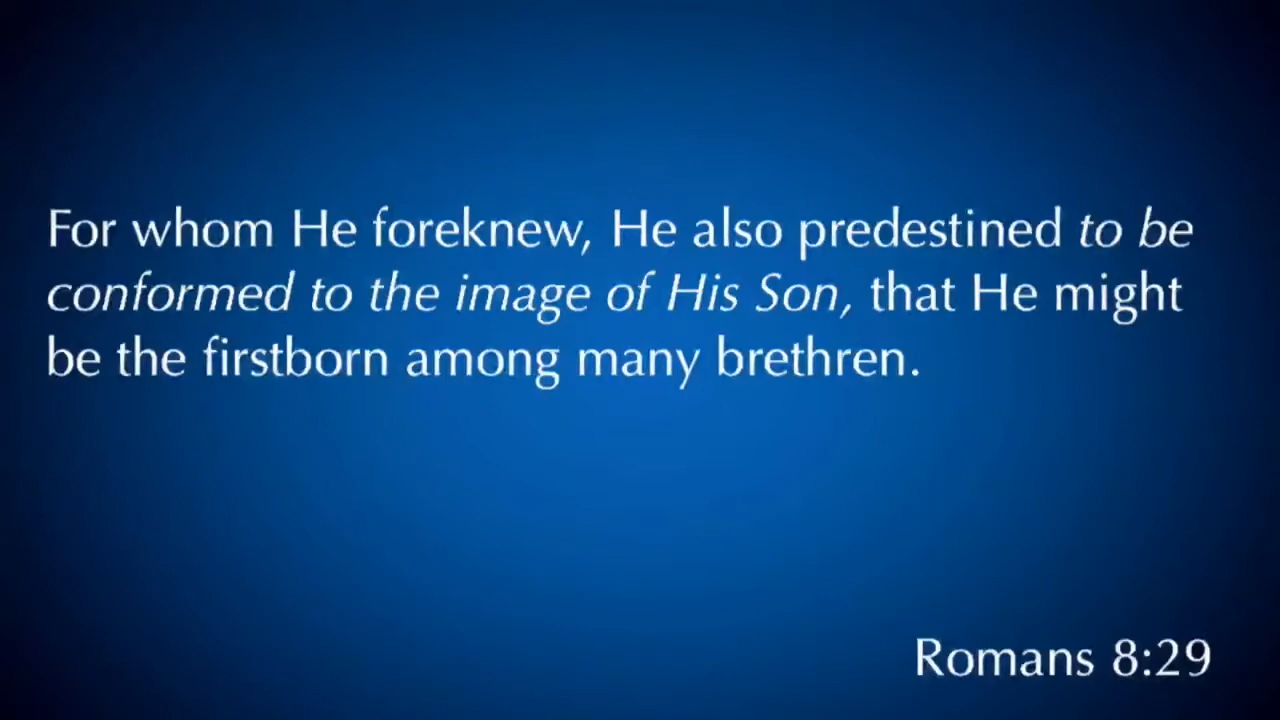 For whom He foreknew, He also predestined to be
conformed to the image of His Son, that He might
be the firstborn among many brethren.
Romans 8:29